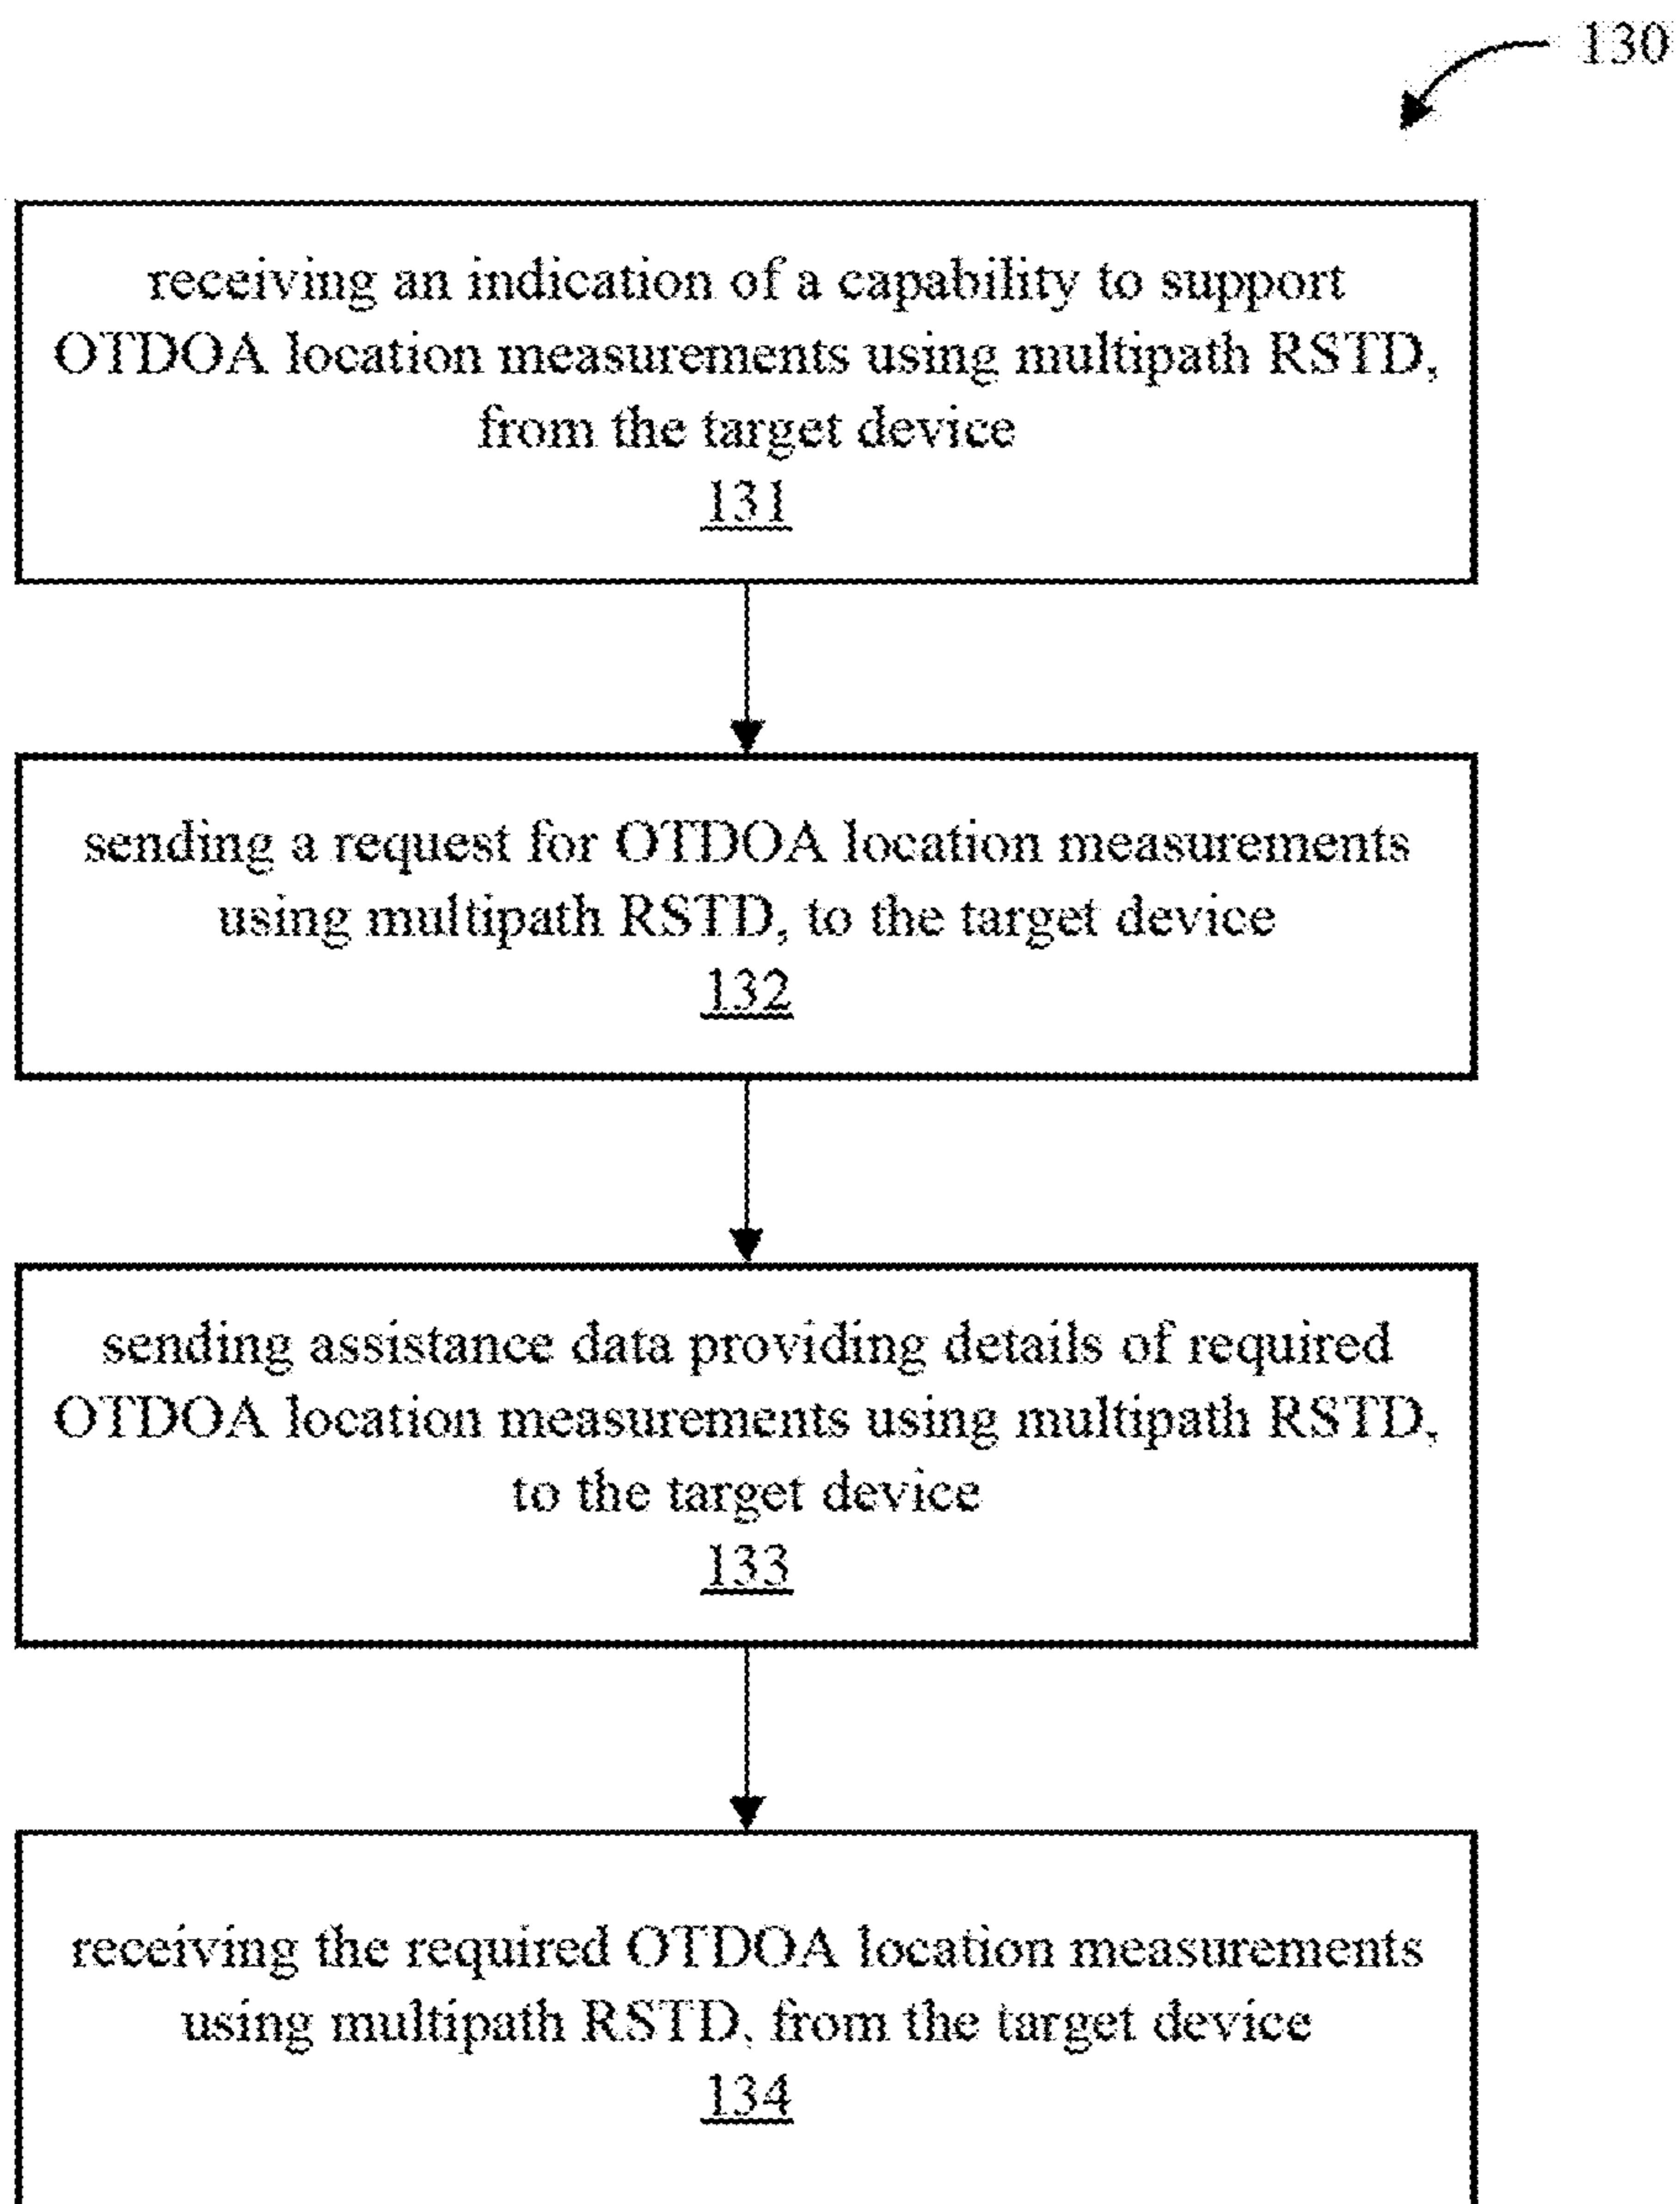 130
receiving an indication of a capability to support
OTDOA location measurements using multipath RSTD,
from the target device
131
sending a request for OTDOA location measurements
using multipath RSTD, to the target device
132
sending assistance data providing details of required
OTDOA location measurements using multipath RSTD,
to the target device
133
receiving the required OTDOA location measurements
using multipath RSTD, from the target device
134